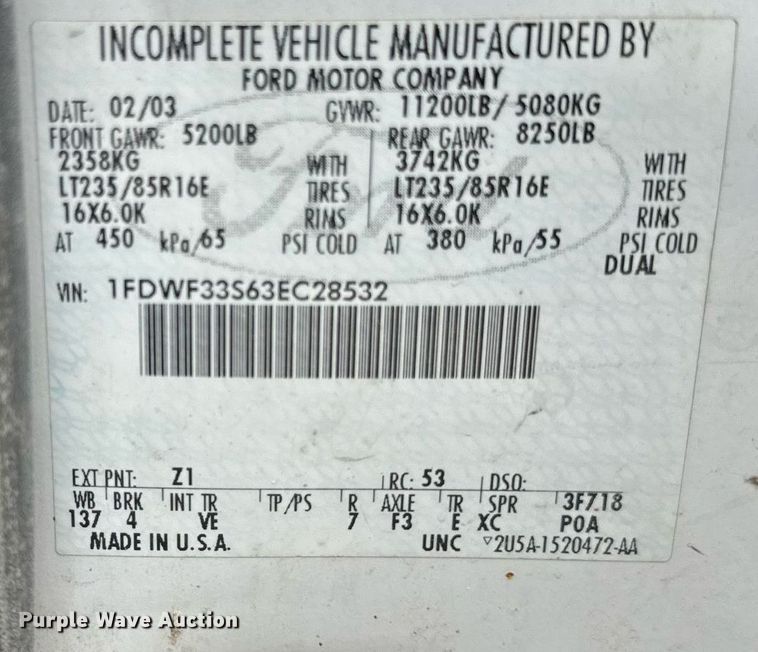 INCOMPLETE VEHICLE MANUFACTURED BY
FORD MOTOR COMPANY
DATE: 02/03 GVWR: 11200LB/ 5080KG
FRONT GAWR: 5200LB REAR GAWR: 8250LB
2358KG WITH 3742KG WITH
LT235/85R16E TIRES LT235/85R16E TIRES
16X6.0K RIMS 16X6.0K RIMS
AT 450 kPa/65 PSI COLD AT 380 kPa/55 PSI COLD
DUAL
Ford
VIN: 1FDWF33S63EC28532
EXT PNT: Z1 RC: 53 DSO:
WB BRK INT TR TP/PS R AXLE TR SPR 3F718
137 4 VE 7 F3 E XC POA
MADE IN U.S.A. UNC ▽2U5A-1520472-AA
Purple Wave Auction